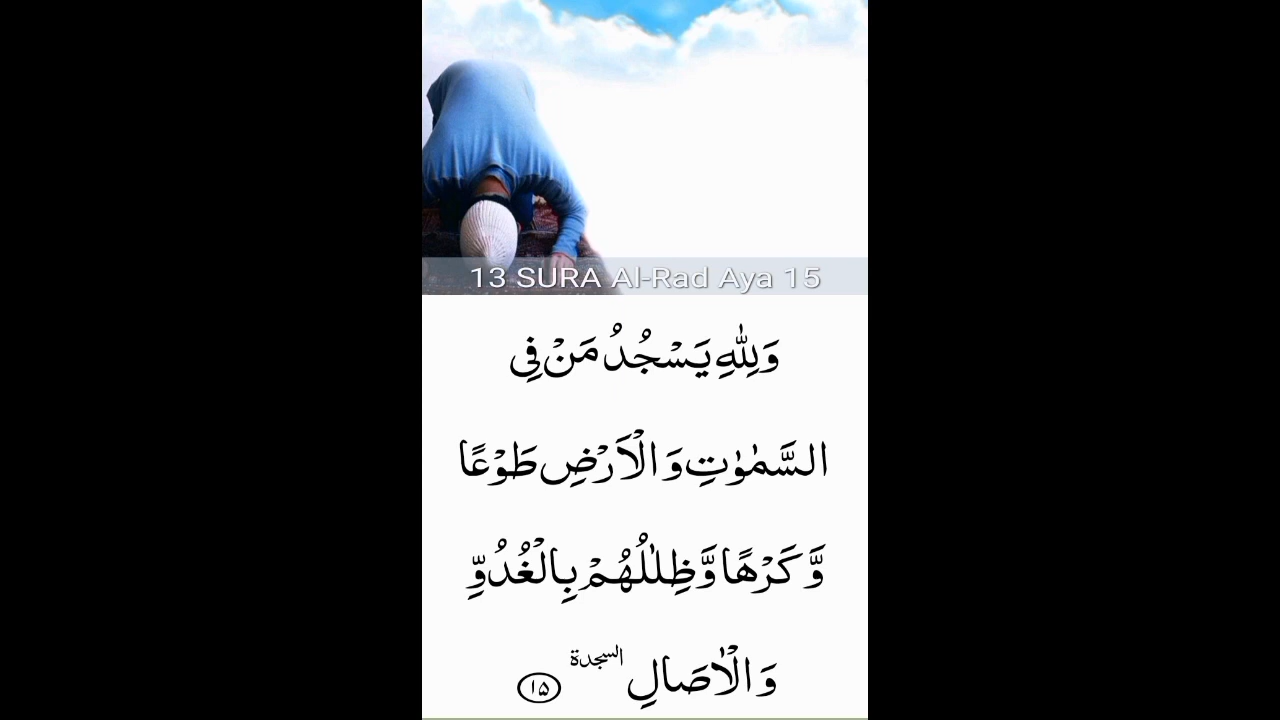 13 SURA Al-Rad Aya 15
وَلِلّٰهِ يَسْجُدُ مَنْ فِى
السَّمٰوٰتِ وَالْاَرْضِ طَوْعًا
وَّكَرْهًا وَّظِلٰلُهُمْ بِالْغُدُوِّ
وَالْاٰصَالِ السجدة ۱۵